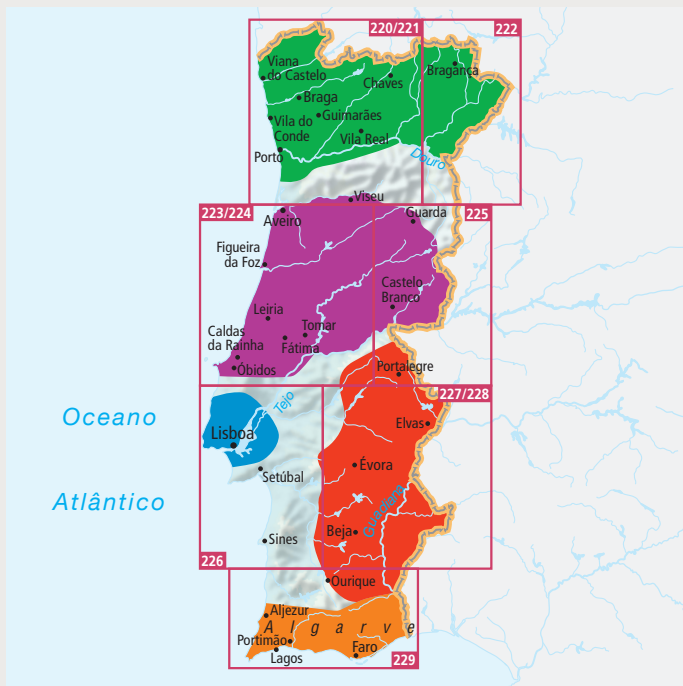 220/221
222
Viana
do Castelo
Chaves
Bragança
Braga
Guimarães
Vila do
Conde
Vila Real
Porto
Douro
Viseu
223/224
225
Aveiro
Guarda
Figueira
da Foz
Castelo
Branco
Leiria
Tomar
Caldas
da Rainha
Fátima
Óbidos
Portalegre
227/228
Oceano
Tejo
Elvas
Lisboa
Évora
Setúbal
Atlântico
Guadiana
Beja
Sines
226
Ourique
Aljezur
Algarve
Portimão
Faro
Lagos
229